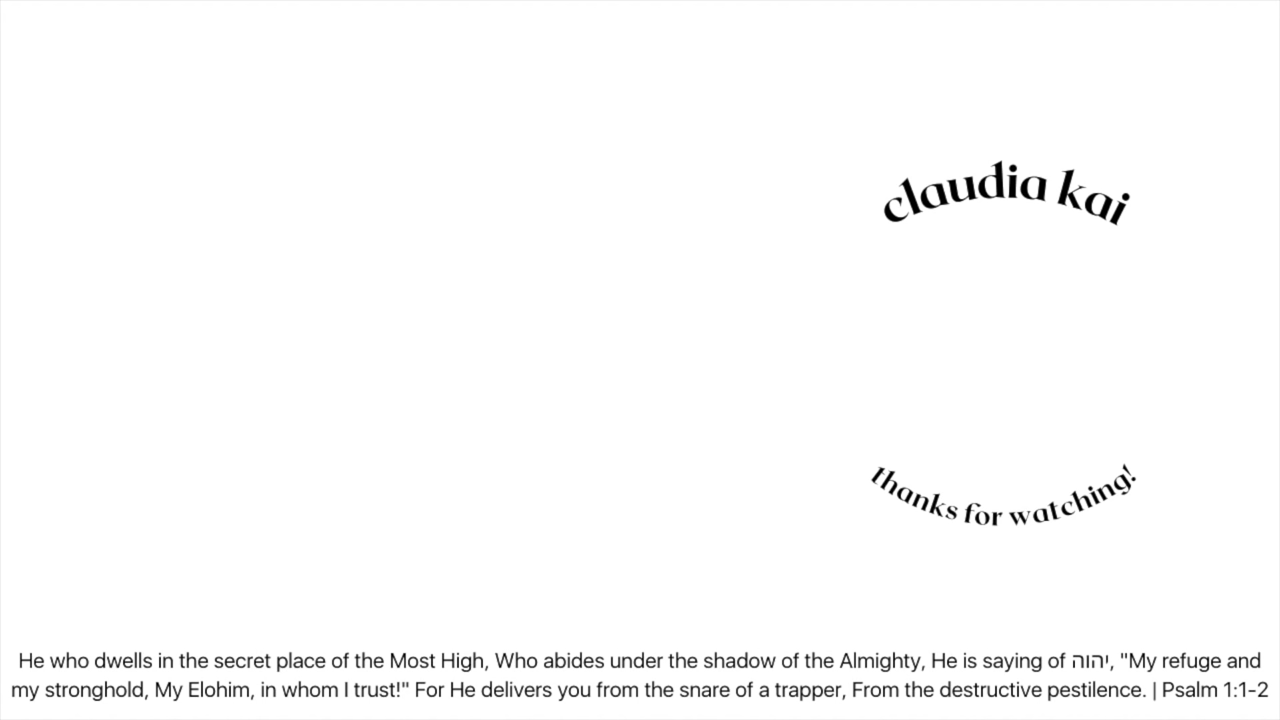 claudia kai
thanks for watching!
He who dwells in the secret place of the Most High, Who abides under the shadow of the Almighty, He is saying of יהוה, "My refuge and
my stronghold, My Elohim, in whom I trust!" For He delivers you from the snare of a trapper, From the destructive pestilence. | Psalm 1:1-2